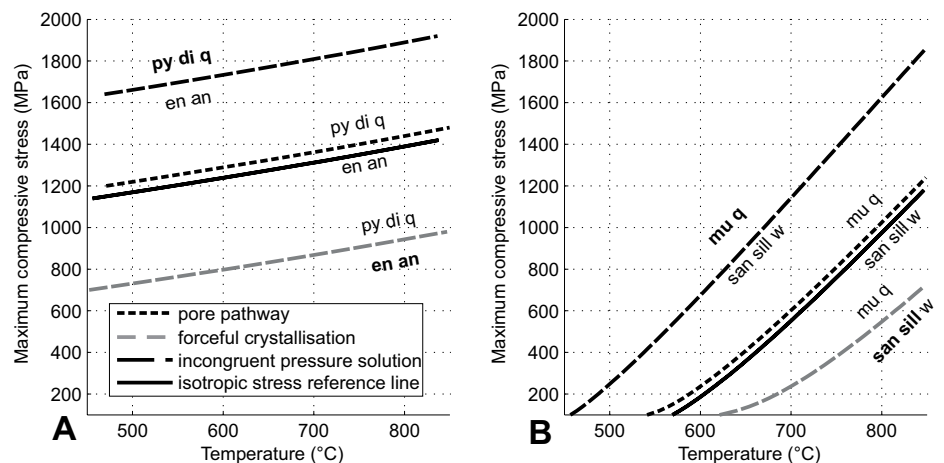 Maximum compressive stress (MPa)
2000
1800
1600
1400
1200
1000
800
600
400
200
py di q
en an
py di q
en an
py di q
en an
pore pathway
forceful crystallisation
incongruent pressure solution
isotropic stress reference line
A
500 600 700 800
Temperature (°C)
Maximum compressive stress (MPa)
2000
1800
1600
1400
1200
1000
800
600
400
200
mu q
san sill w
mu q
san sill w
mu q
san sill w
B
500 600 700 800
Temperature (°C)